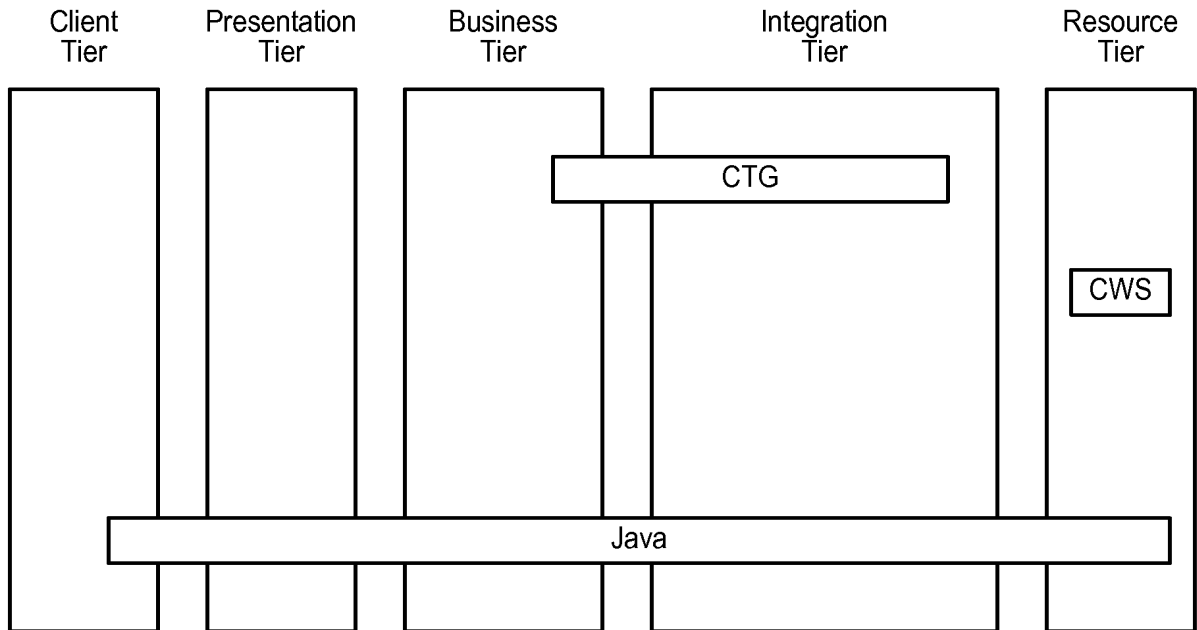 Client
Tier
Presentation
Tier
Business
Tier
Integration
Tier
Resource
Tier
CTG
CWS
Java